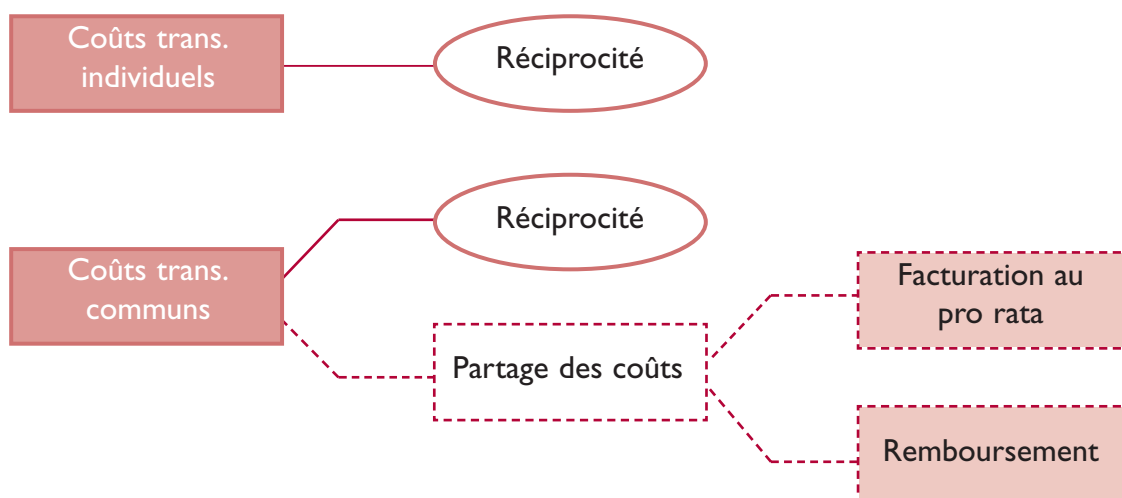 Coûts trans.
individuels
Réciprocité
Réciprocité
Coûts trans.
communs
Partage des coûts
Facturation au
pro rata
Remboursement